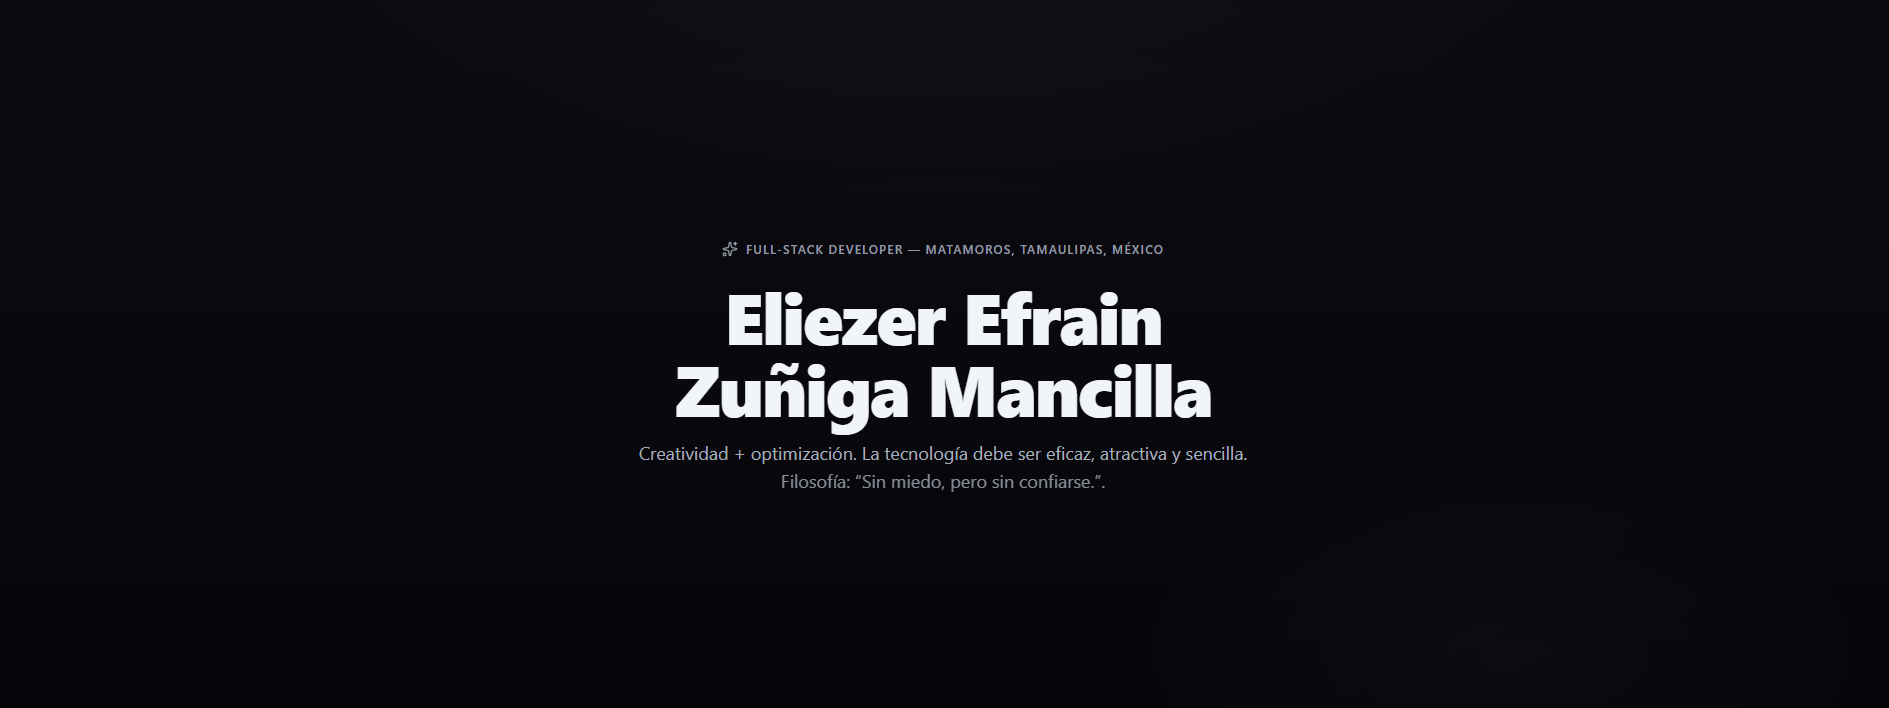 FULL-STACK DEVELOPER — MATAMOROS, TAMAULIPAS, MÉXICO
Eliezer Efrain
Zuñiga Mancilla
Creatividad + optimización. La tecnología debe ser eficaz, atractiva y sencilla.
Filosofía: “Sin miedo, pero sin confiarse.”.